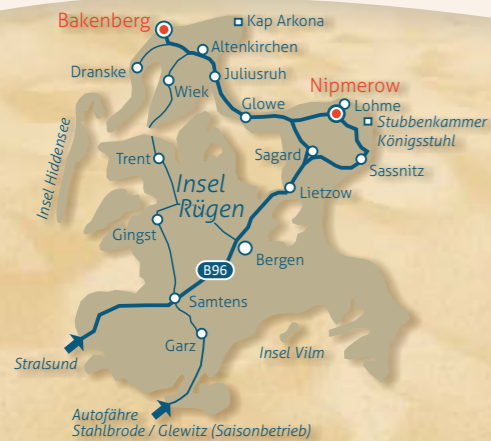 Bakenberg
Kap Arkona
Altenkirchen
Dranske
Juliusruh
Wiek
Nipmerow
Glowe
Lohme
Stubbenkammer
Königsstuhl
Insel Hiddensee
Trent
Sagard
Sassnitz
Insel
Rügen
Lietzow
Gingst
Bergen
B96
Samtens
Garz
Insel Vilm
Stralsund
Autofähre
Stahlbrode / Glewitz (Saisonbetrieb)